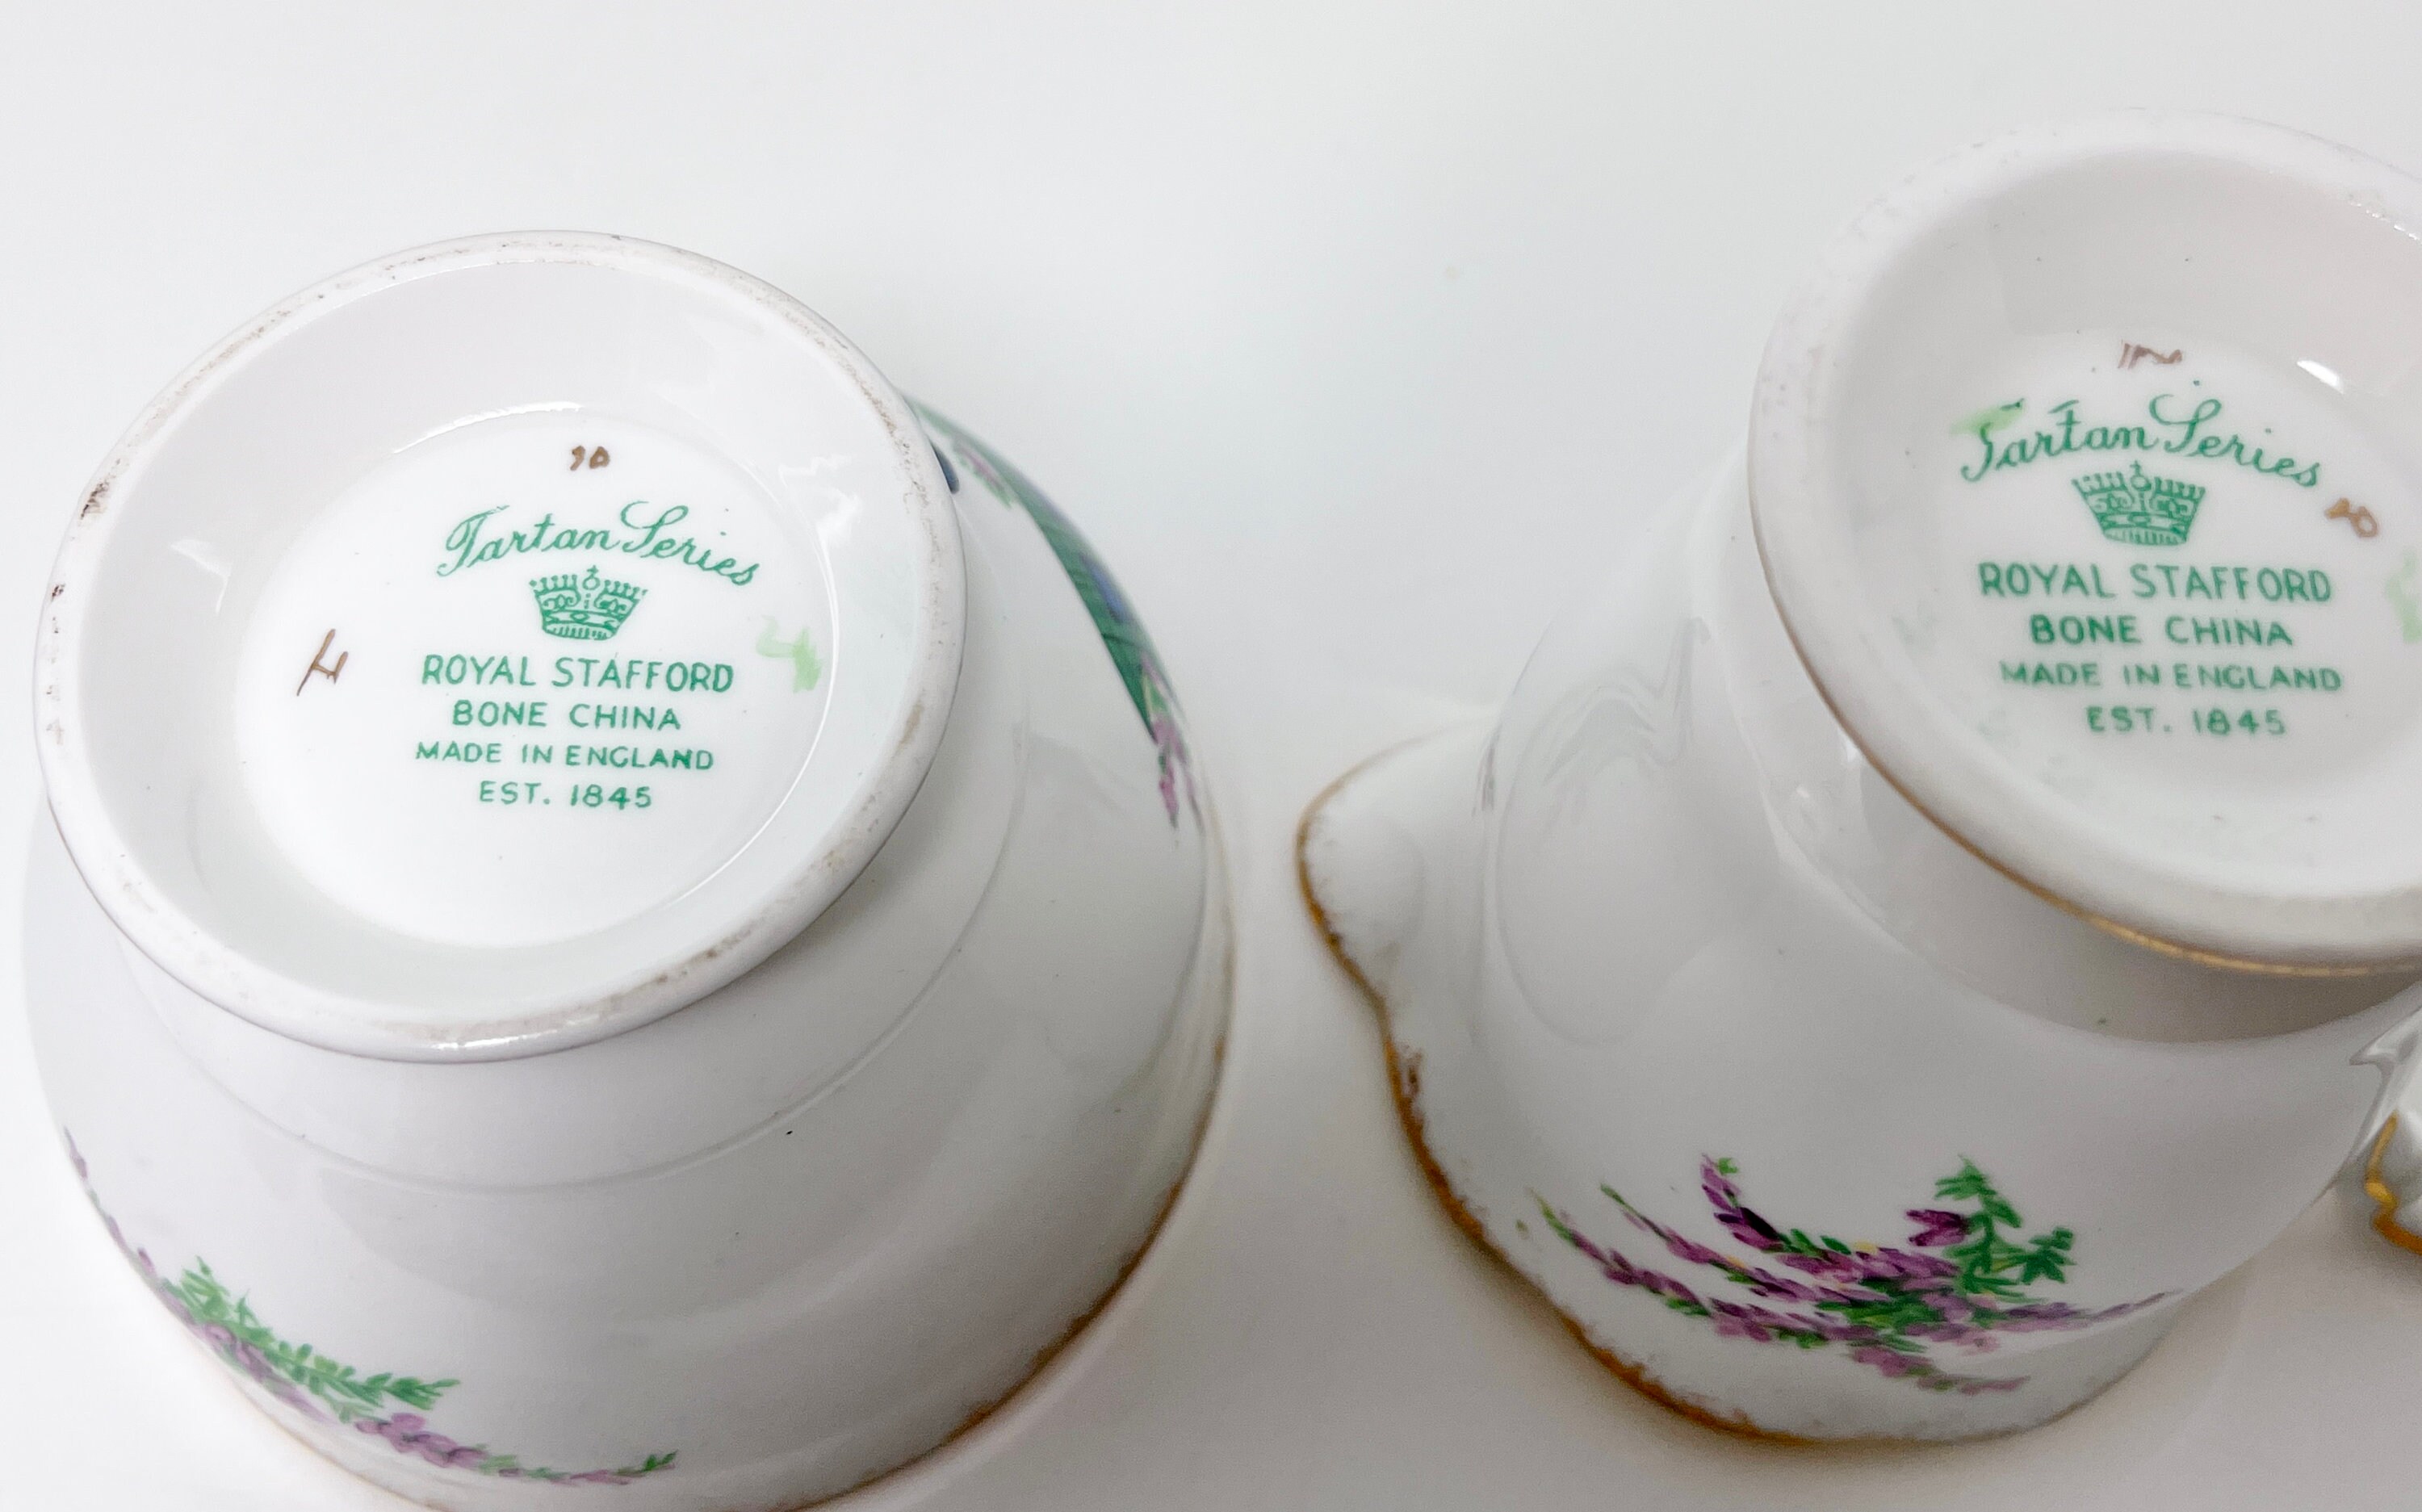 Tartan Series
ROYAL STAFFORD
BONE CHINA
MADE IN ENGLAND
EST. 1845
Tartan Series
ROYAL STAFFORD
BONE CHINA
MADE IN ENGLAND
EST. 1845